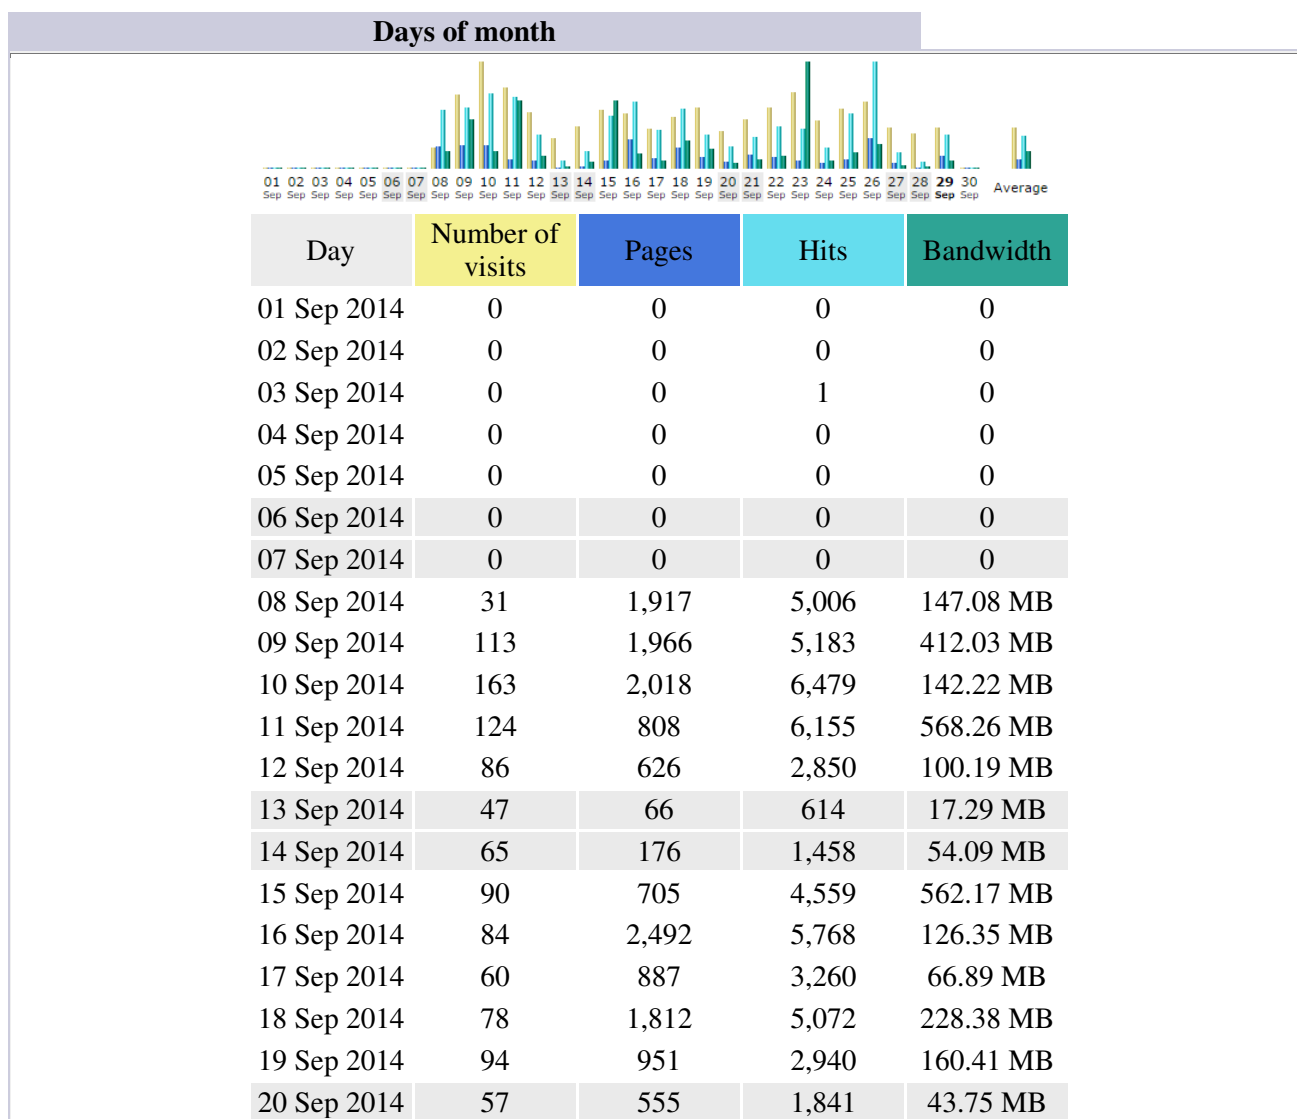 Days of month
01 02 03 04 05 06 07 08 09 10 11 12 13 14 15 16 17 18 19 20 21 22 23 24 25 26 27 28 29 30
Sep Sep Sep Sep Sep Sep Sep Sep Sep Sep Sep Sep Sep Sep Sep Sep Sep Sep Sep Sep Sep Sep Sep Sep Sep Sep Sep Sep Sep Sep
Average
Day Number of visits Pages Hits Bandwidth
01 Sep 2014 0 0 0 0
02 Sep 2014 0 0 0 0
03 Sep 2014 0 0 1 0
04 Sep 2014 0 0 0 0
05 Sep 2014 0 0 0 0
06 Sep 2014 0 0 0 0
07 Sep 2014 0 0 0 0
08 Sep 2014 31 1,917 5,006 147.08 MB
09 Sep 2014 113 1,966 5,183 412.03 MB
10 Sep 2014 163 2,018 6,479 142.22 MB
11 Sep 2014 124 808 6,155 568.26 MB
12 Sep 2014 86 626 2,850 100.19 MB
13 Sep 2014 47 66 614 17.29 MB
14 Sep 2014 65 176 1,458 54.09 MB
15 Sep 2014 90 705 4,559 562.17 MB
16 Sep 2014 84 2,492 5,768 126.35 MB
17 Sep 2014 60 887 3,260 66.89 MB
18 Sep 2014 78 1,812 5,072 228.38 MB
19 Sep 2014 94 951 2,940 160.41 MB
20 Sep 2014 57 555 1,841 43.75 MB